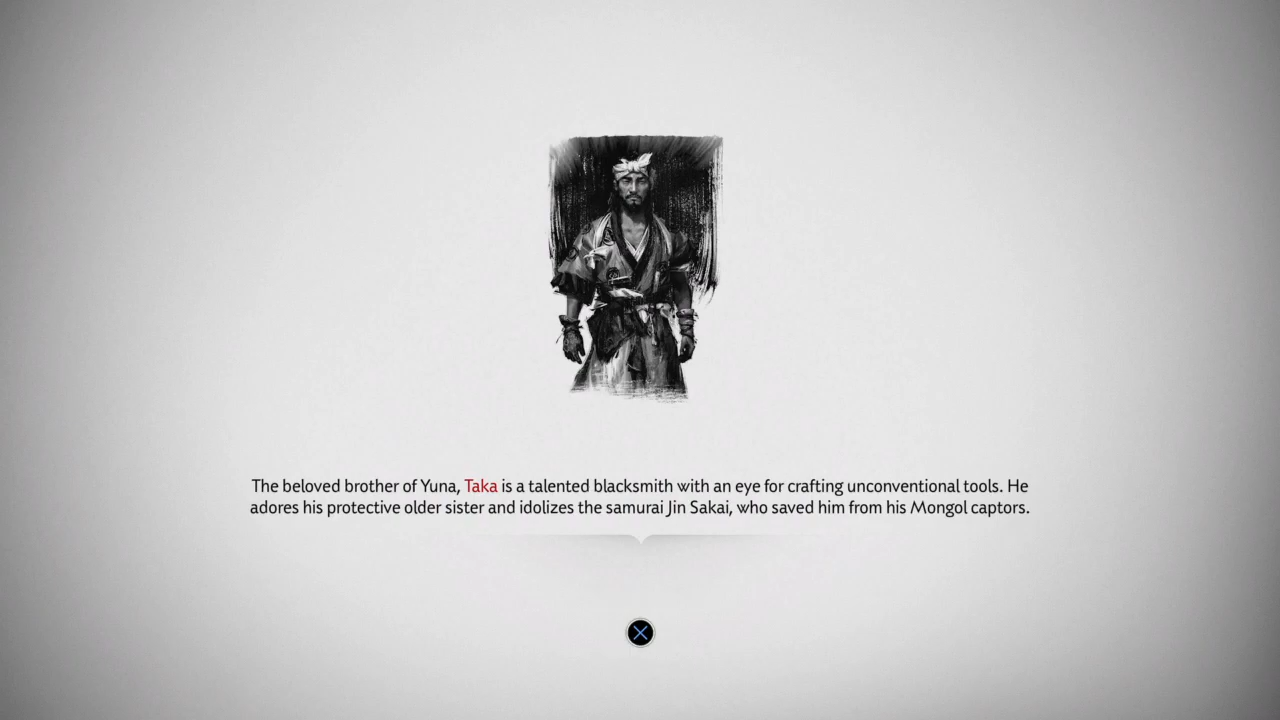 The beloved brother of Yuna, Taka is a talented blacksmith with an eye for crafting unconventional tools. He
adores his protective older sister and idolizes the samurai Jin Sakai, who saved him from his Mongol captors.